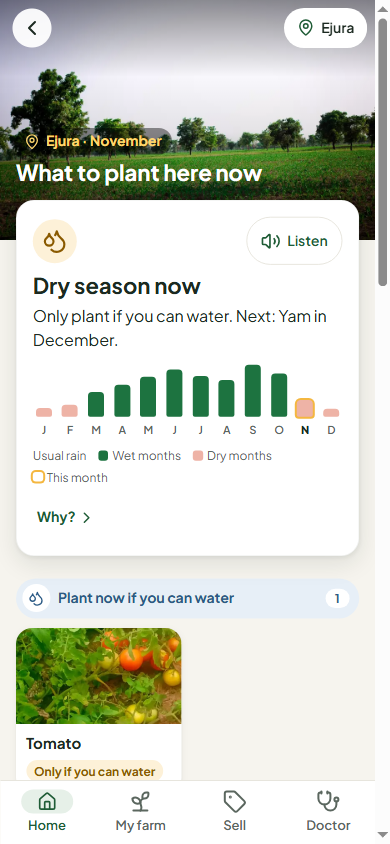 Ejura
Ejura · November
What to plant here now
Listen
Dry season now
Only plant if you can water. Next: Yam in
December.
J F M A M J J A S O N D
Usual rain Wet months Dry months
This month
Why?
Plant now if you can water 1
Tomato
Only if you can water
Home My farm Sell Doctor